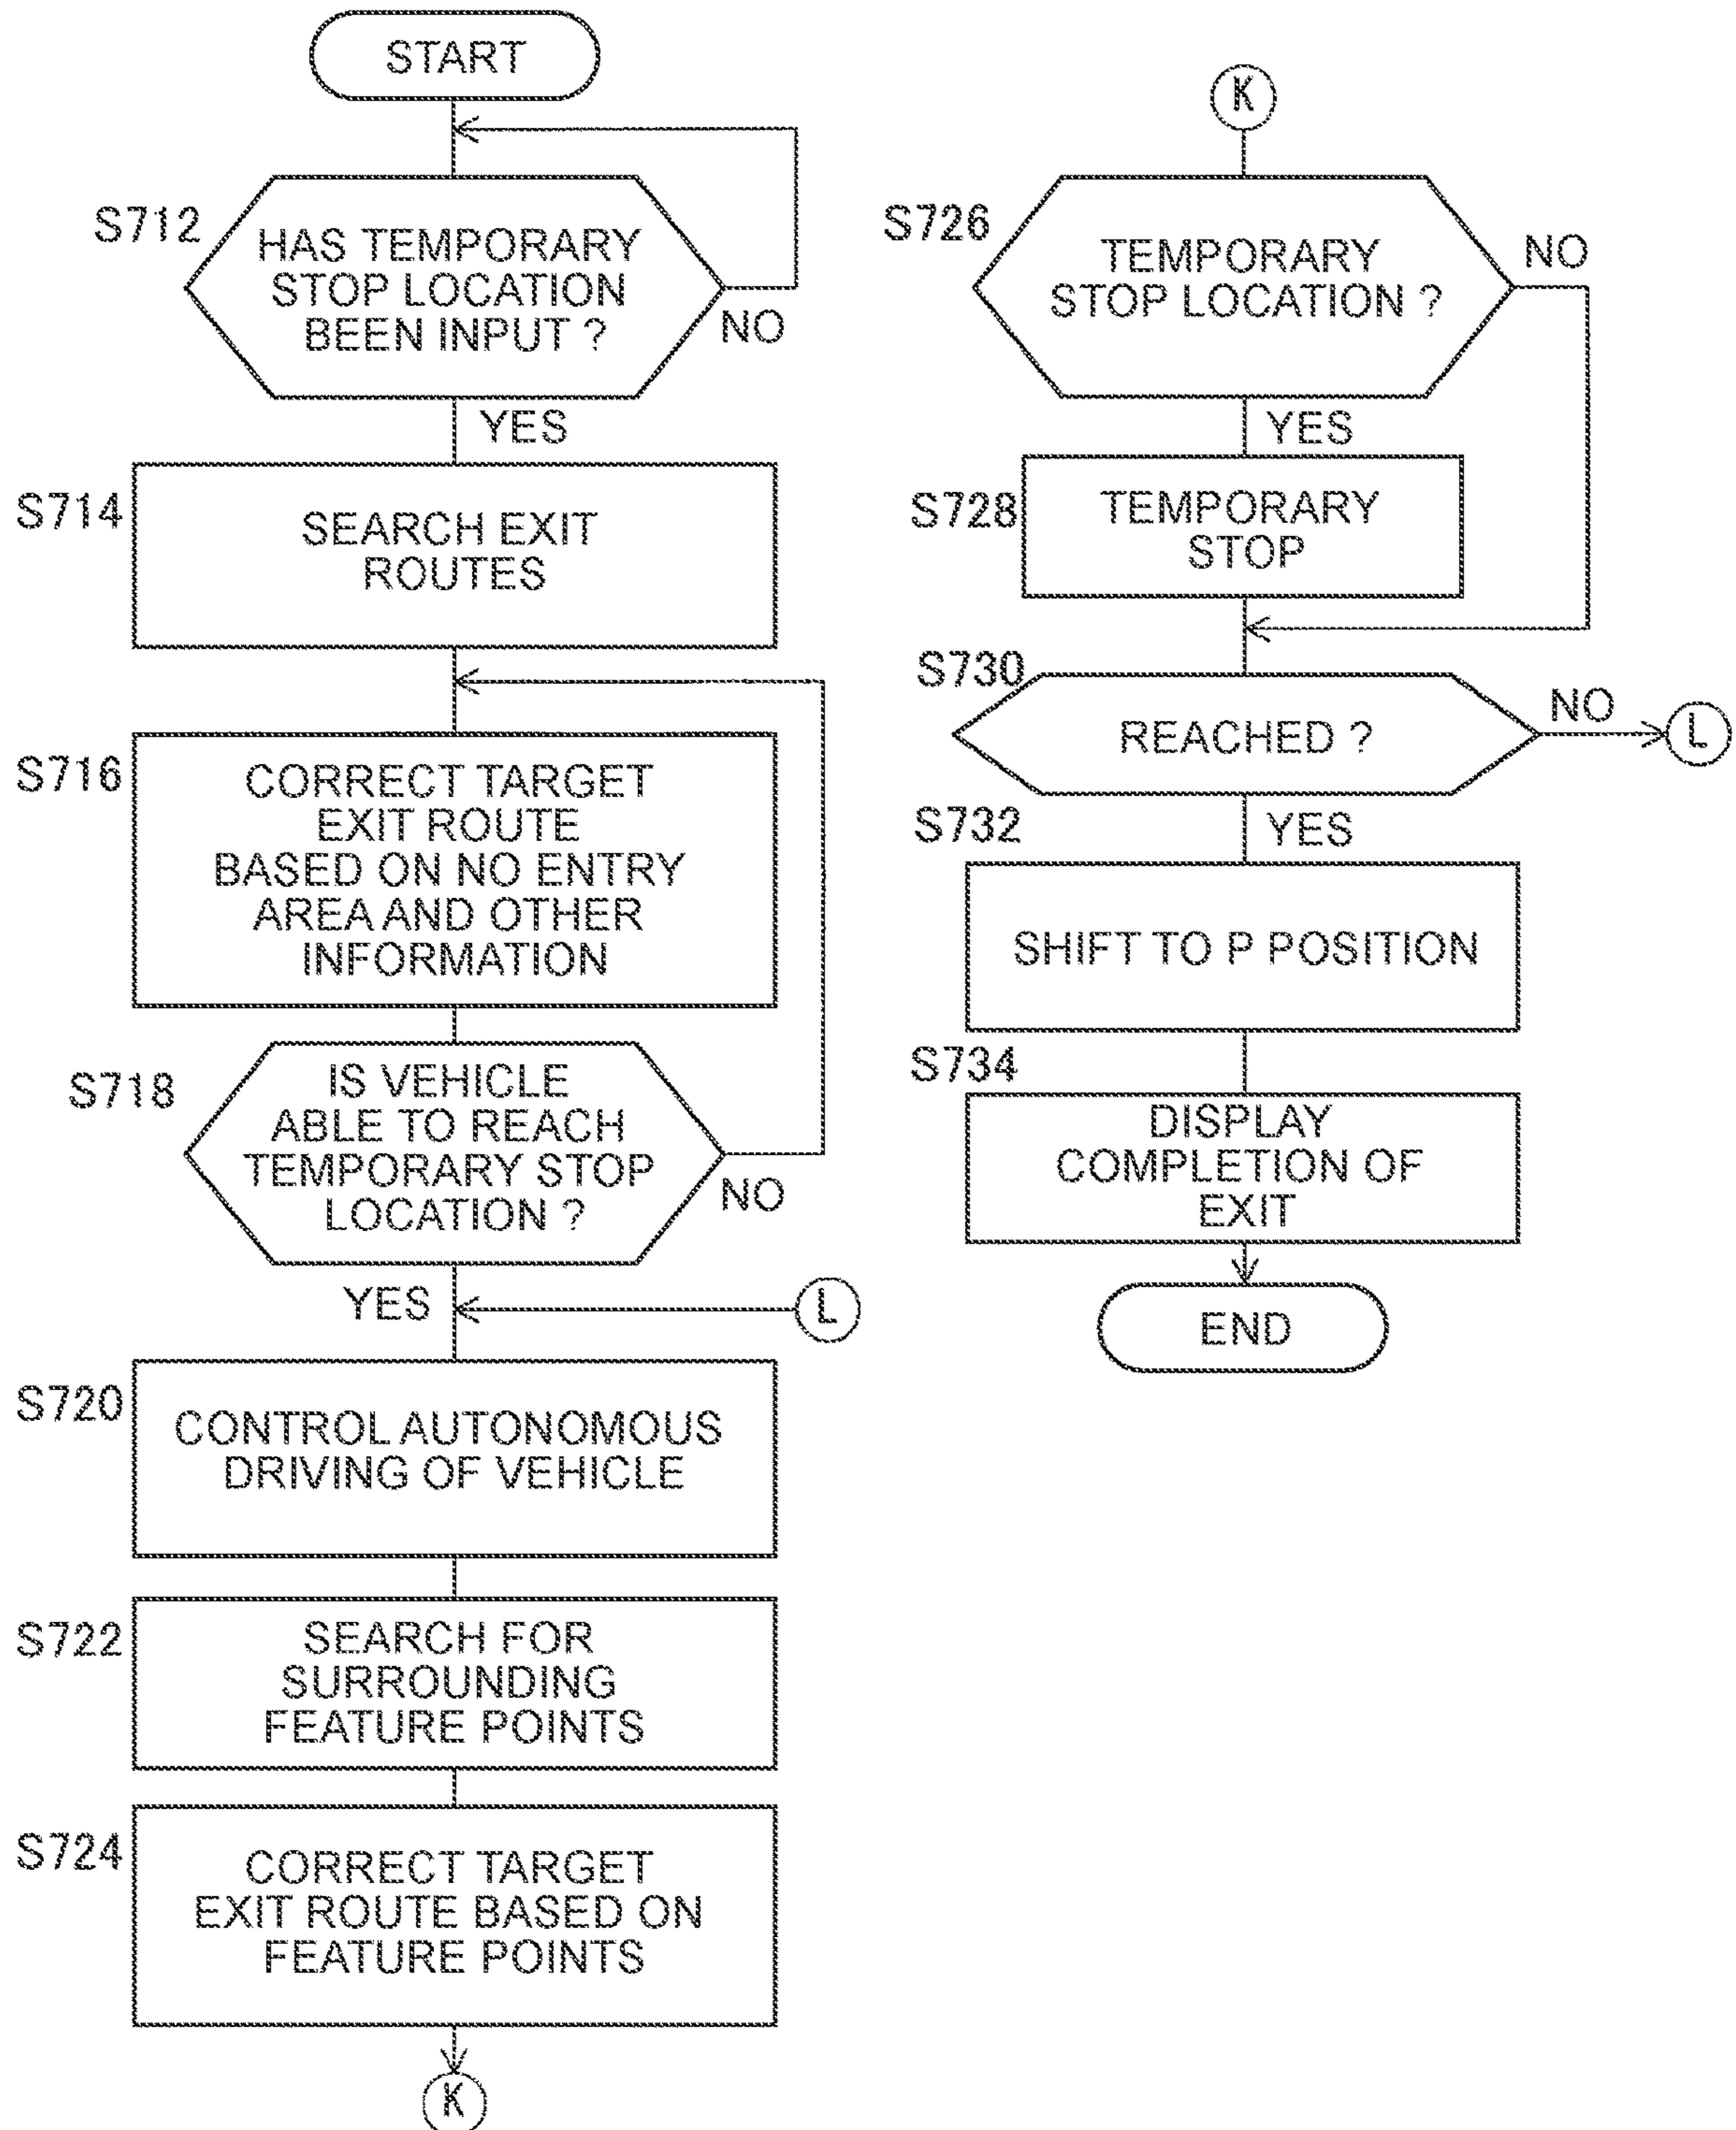 START
S712
HAS TEMPORARY
STOP LOCATION
BEEN INPUT ?
NO
YES
S714
SEARCH EXIT
ROUTES
S716
CORRECT TARGET
EXIT ROUTE
BASED ON NO ENTRY
AREA AND OTHER
INFORMATION
S718
IS VEHICLE
ABLE TO REACH
TEMPORARY STOP
LOCATION ?
NO
YES
L
S720
CONTROL AUTONOMOUS
DRIVING OF VEHICLE
S722
SEARCH FOR
SURROUNDING
FEATURE POINTS
S724
CORRECT TARGET
EXIT ROUTE BASED ON
FEATURE POINTS
K
K
S726
TEMPORARY
STOP LOCATION ?
NO
YES
S728
TEMPORARY
STOP
S730
REACHED ?
NO
L
S732
YES
SHIFT TO P POSITION
S734
DISPLAY
COMPLETION OF
EXIT
END